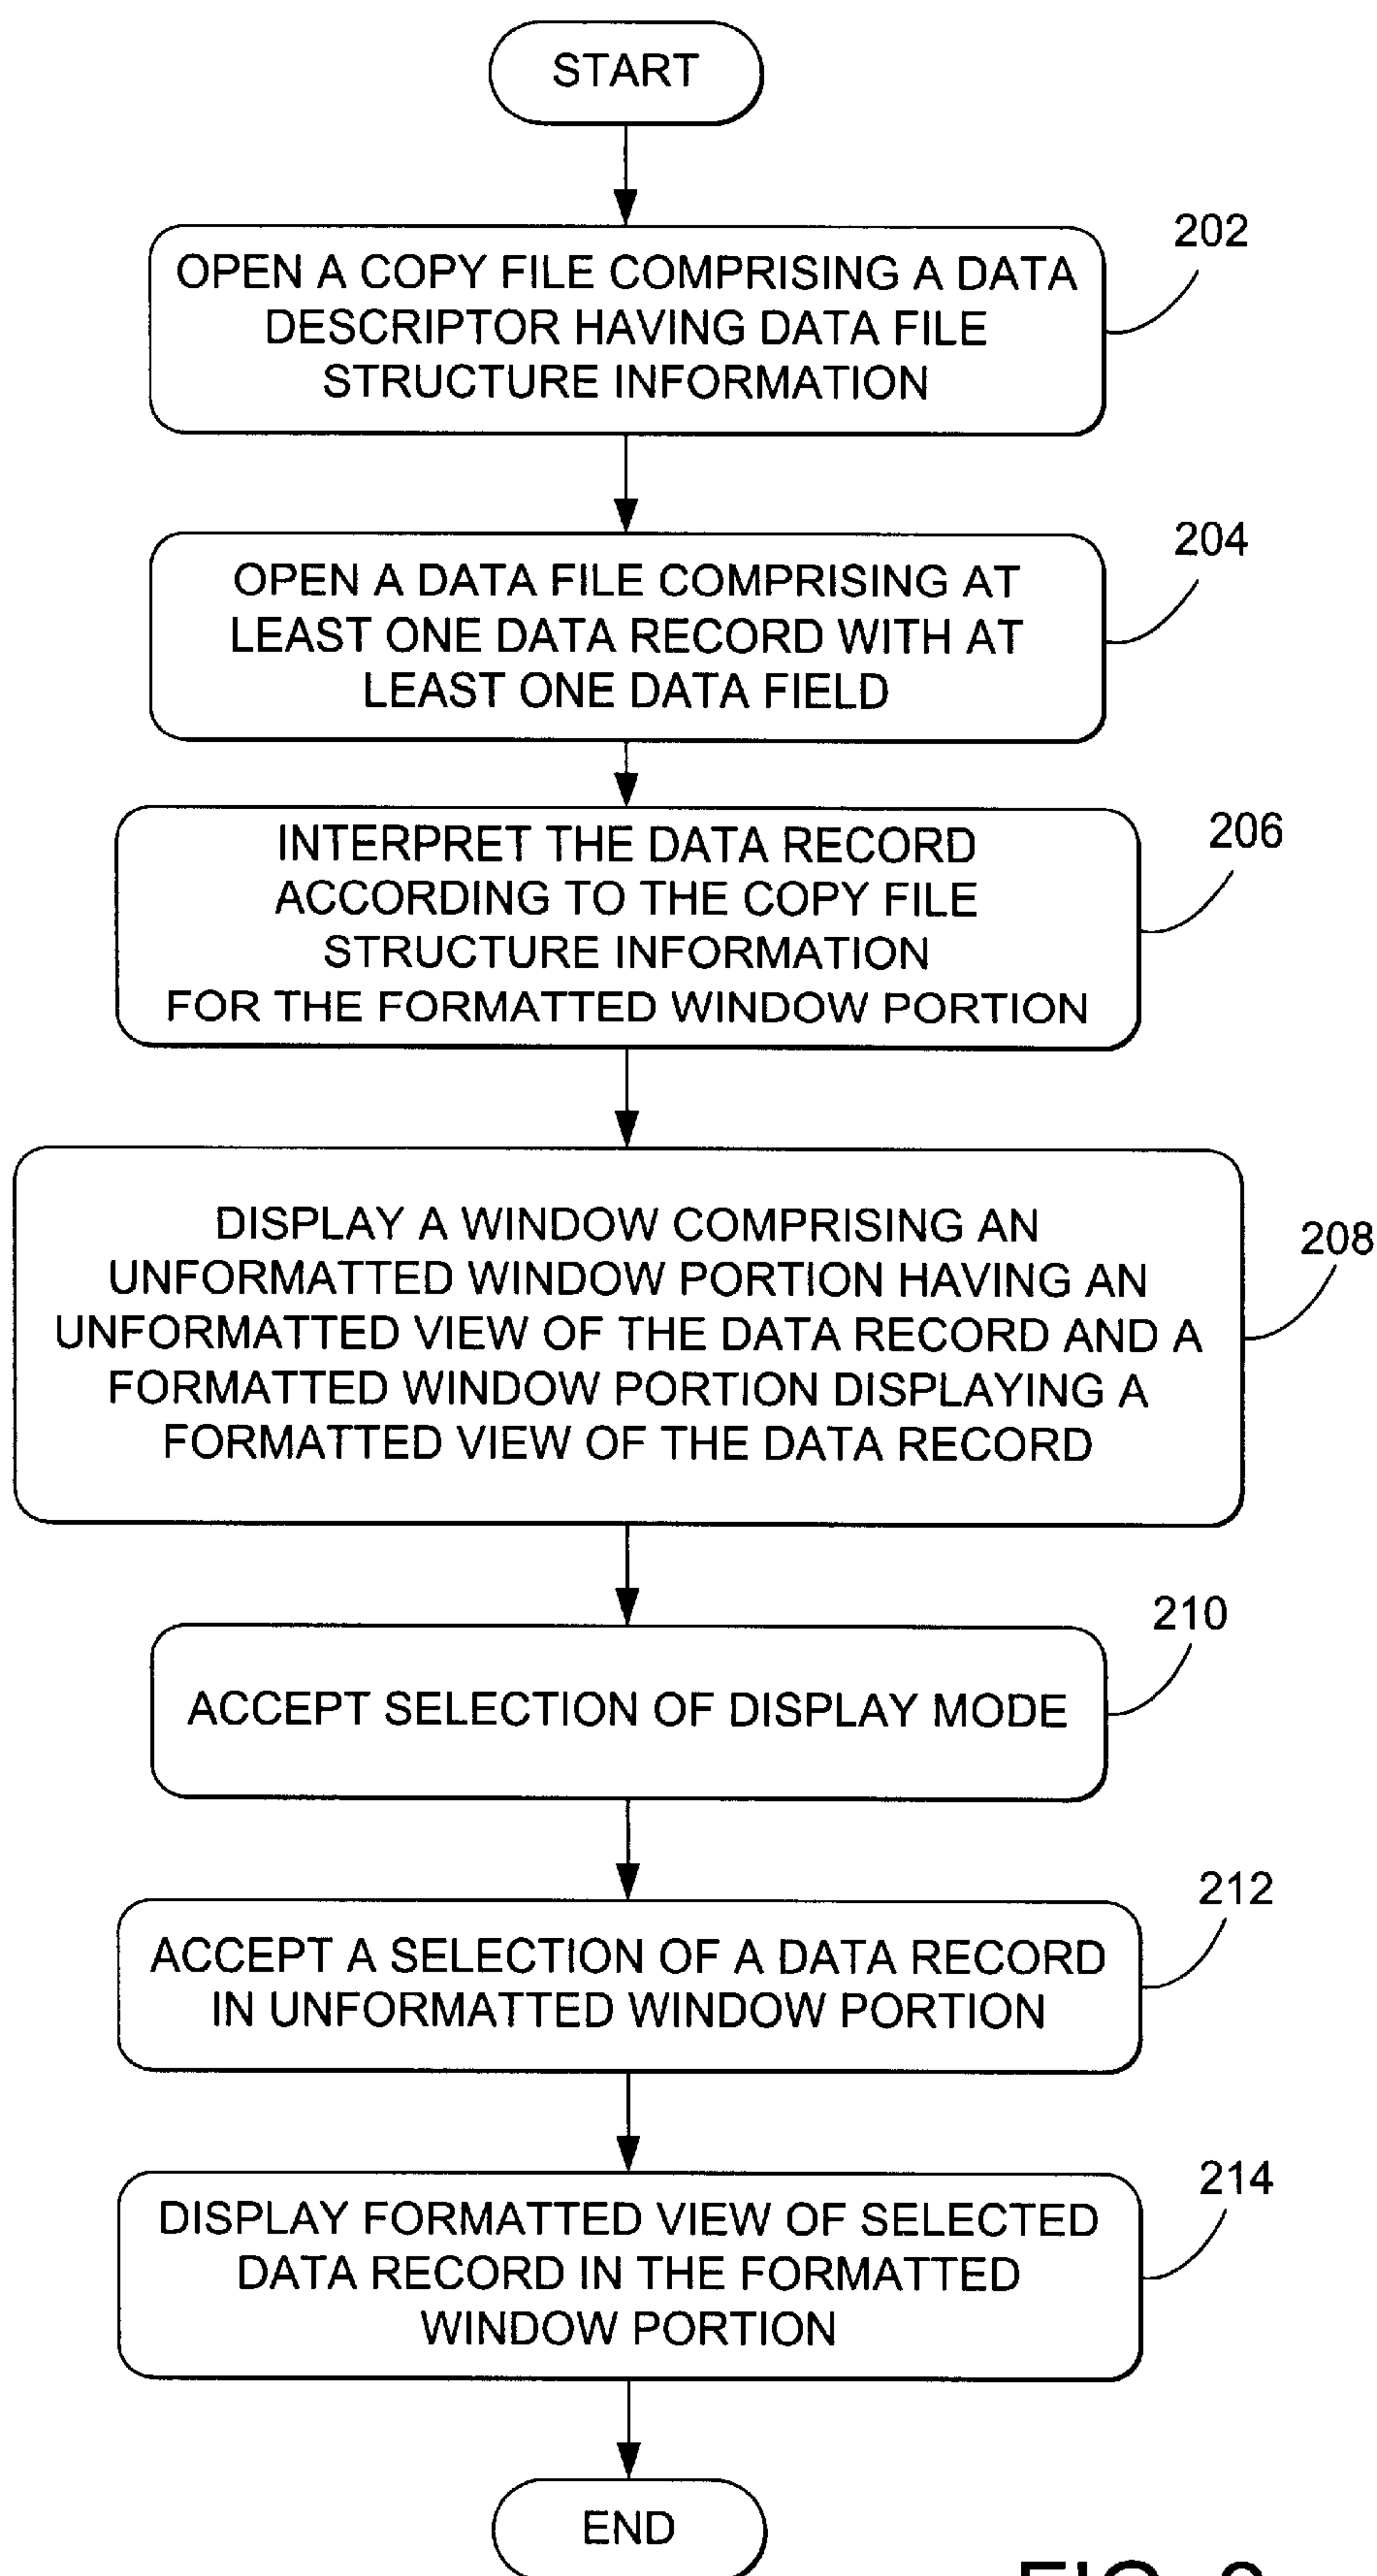 START
202
OPEN A COPY FILE COMPRISING A DATA
DESCRIPTOR HAVING DATA FILE
STRUCTURE INFORMATION
204
OPEN A DATA FILE COMPRISING AT
LEAST ONE DATA RECORD WITH AT
LEAST ONE DATA FIELD
206
INTERPRET THE DATA RECORD
ACCORDING TO THE COPY FILE
STRUCTURE INFORMATION
FOR THE FORMATTED WINDOW PORTION
208
DISPLAY A WINDOW COMPRISING AN
UNFORMATTED WINDOW PORTION HAVING AN
UNFORMATTED VIEW OF THE DATA RECORD AND A
FORMATTED WINDOW PORTION DISPLAYING A
FORMATTED VIEW OF THE DATA RECORD
210
ACCEPT SELECTION OF DISPLAY MODE
212
ACCEPT A SELECTION OF A DATA RECORD
IN UNFORMATTED WINDOW PORTION
214
DISPLAY FORMATTED VIEW OF SELECTED
DATA RECORD IN THE FORMATTED
WINDOW PORTION
END
FIG.